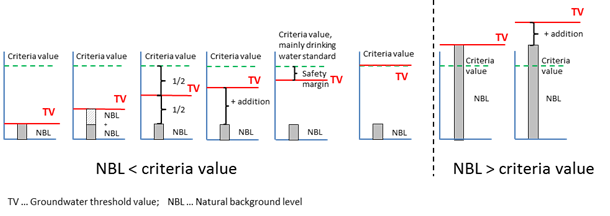 Criteria value
TV
NBL
Criteria value
TV
NBL
+ NBL
Criteria value
1/2
TV
1/2
NBL
Criteria value
TV
+ addition
NBL
Criteria value,
mainly drinking
water standard
Safety
TV
margin
NBL
Criteria value
TV
NBL
TV
Criteria
value
NBL
TV
+ addition
Criteria
value
NBL
NBL < criteria value
NBL > criteria value
TV ... Groundwater threshold value; NBL ... Natural background level